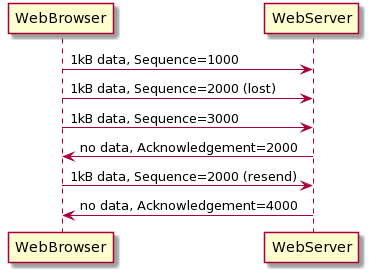 WebBrowser WebServer
1kB data, Sequence=1000
1kB data, Sequence=2000 (lost)
1kB data, Sequence=3000
no data, Acknowledgement=2000
1kB data, Sequence=2000 (resend)
no data, Acknowledgement=4000
WebBrowser WebServer